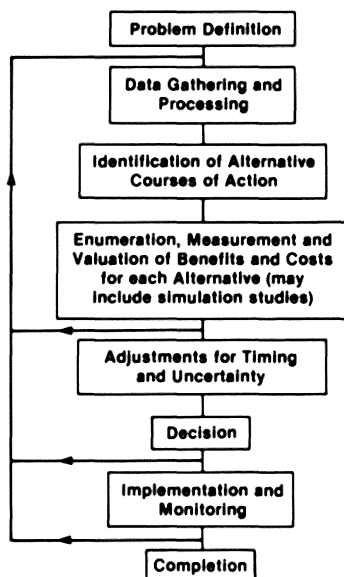 Problem Definition
Data Gathering and
Processing
Identification of Alternative
Courses of Action
Enumeration, Measurement and
Valuation of Benefits and Costs
for each Alternative (may
include simulation studies)
Adjustments for Timing
and Uncertainty
Decision
Implementation and
Monitoring
Completion